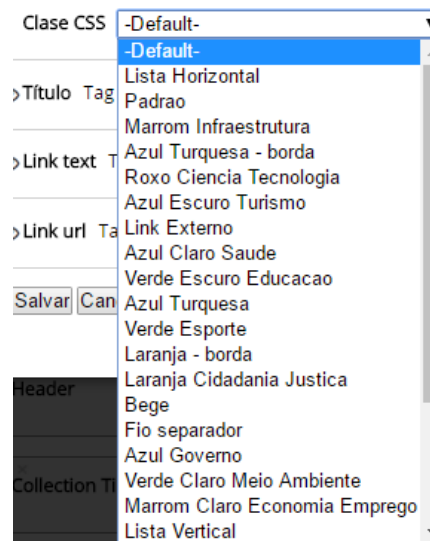 Clase CSS -Default-
-Default-
Lista Horizontal
Título Tag
Padrao
Marrom Infraestrutura
Azul Turquesa - borda
Link text
Roxo Ciencia Tecnologia
Azul Escuro Turismo
Link url
Link Externo
Azul Claro Saude
Verde Escuro Educacao
Salvar
Azul Turquesa
Verde Esporte
Laranja - borda
Laranja Cidadania Justica
Header
Bege
Fio separador
Azul Governo
Collection
Verde Claro Meio Ambiente
Marrom Claro Economia Emprego
Lista Vertical